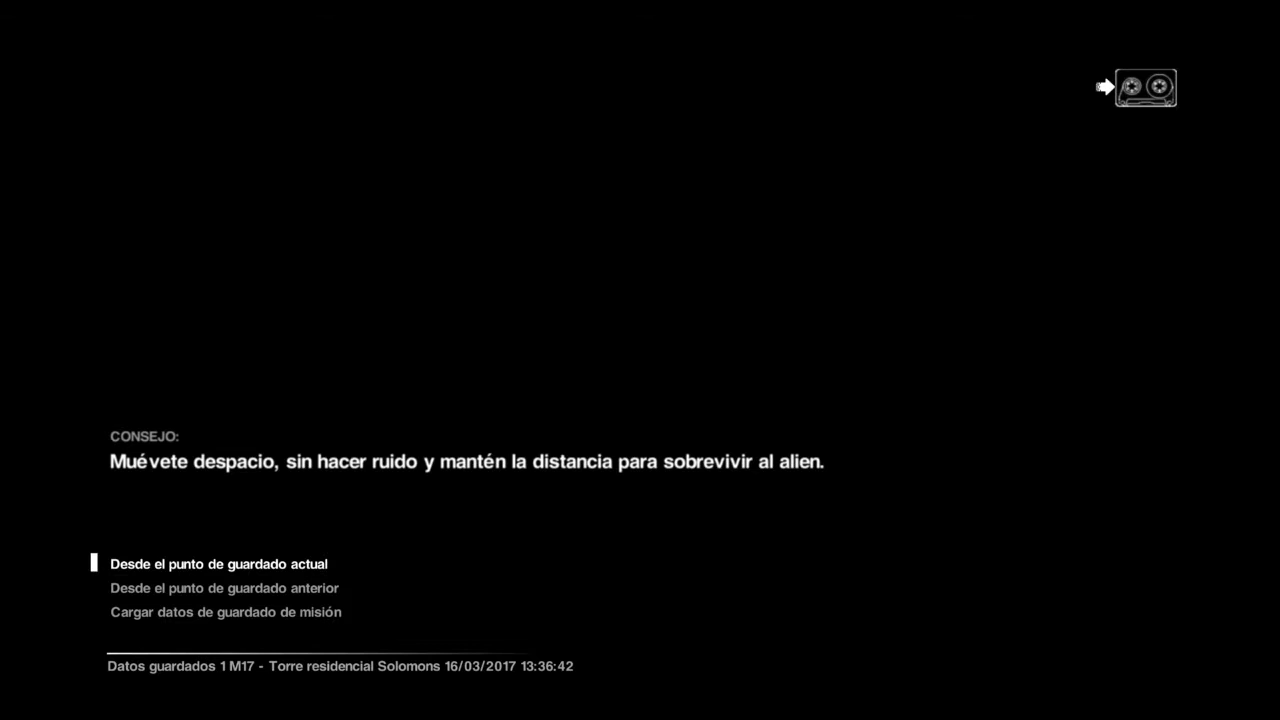 CONSEJO:
Muévete despacio, sin hacer ruido y mantén la distancia para sobrevivir al alien.
Desde el punto de guardado actual
Desde el punto de guardado anterior
Cargar datos de guardado de misión
Datos guardados 1 M17 - Torre residencial Solomons 16/03/2017 13:36:42